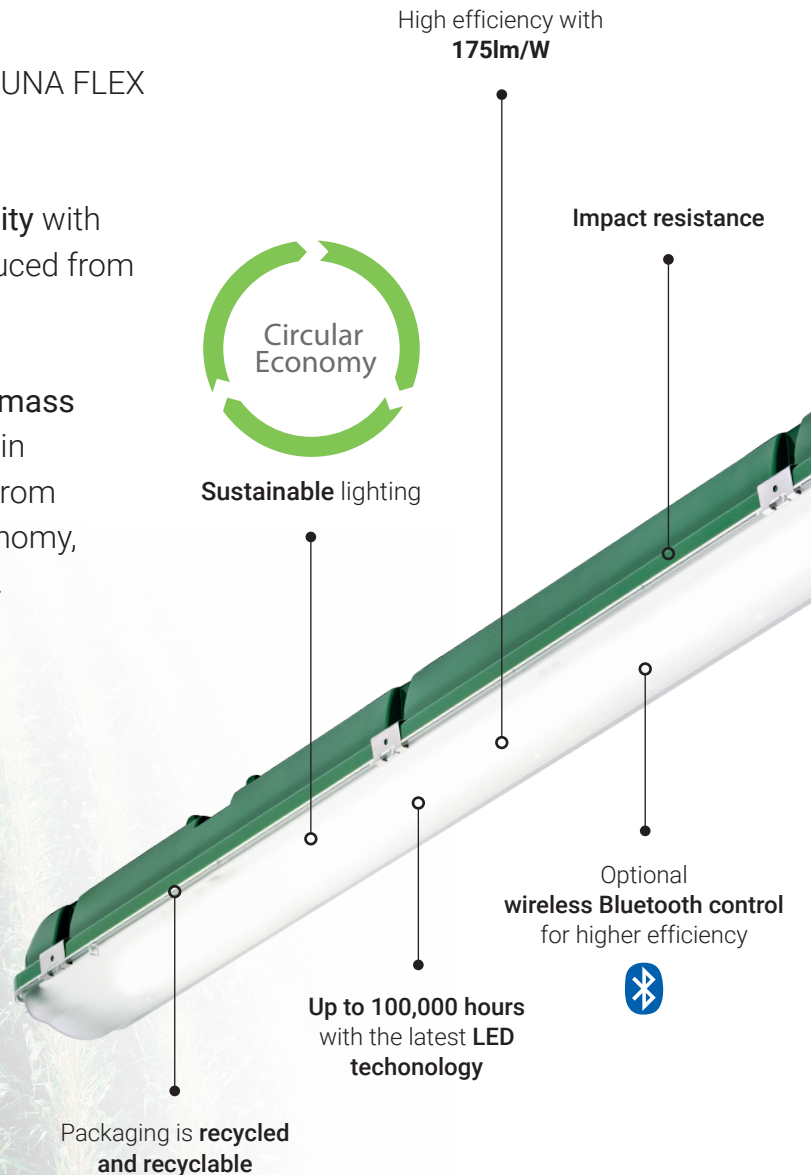 High efficiency with
175lm/W
UNA FLEX
ity with
uced from
mass
in
rom
nomy,
Impact resistance
Circular
Economy
Sustainable lighting
Optional
wireless Bluetooth control
for higher efficiency
Up to 100,000 hours
with the latest LED
techonology
Packaging is recycled
and recyclable